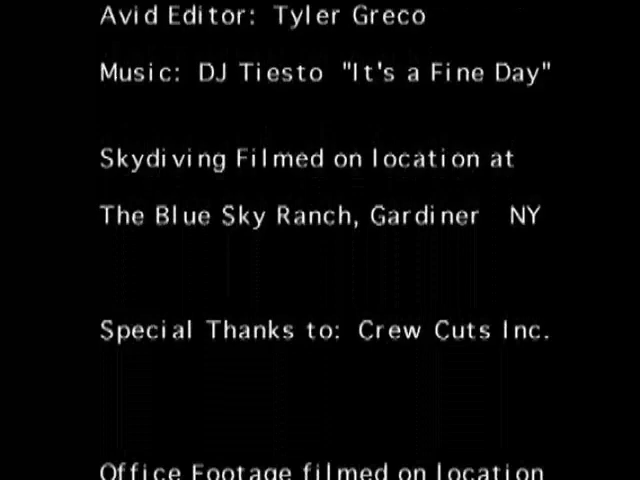 Avid Editor: Tyler Greco
Music: DJ Tiesto "It's a Fine Day"
Skydiving Filmed on location at
The Blue Sky Ranch, Gardiner NY
Special Thanks to: Crew Cuts Inc.
Office Footage filmed on location